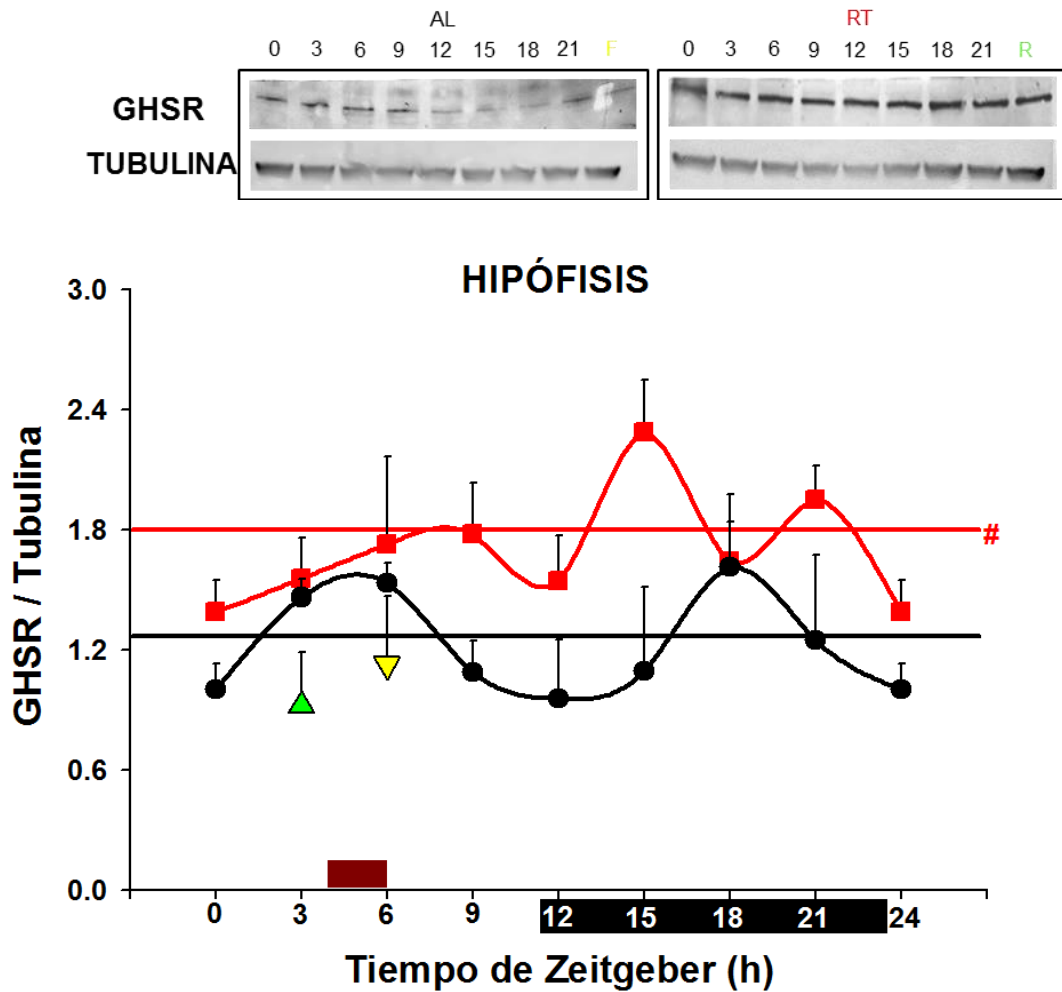 AL RT
0 3 6 9 12 15 18 21 F 0 3 6 9 12 15 18 21 R
GHSR
TUBULINA
HIPÓFISIS
3.0
2.4
1.8
1.2
0.6
0.0
#
GHSR / Tubulina
0 3 6 9 12 15 18 21 24
Tiempo de Zeitgeber (h)